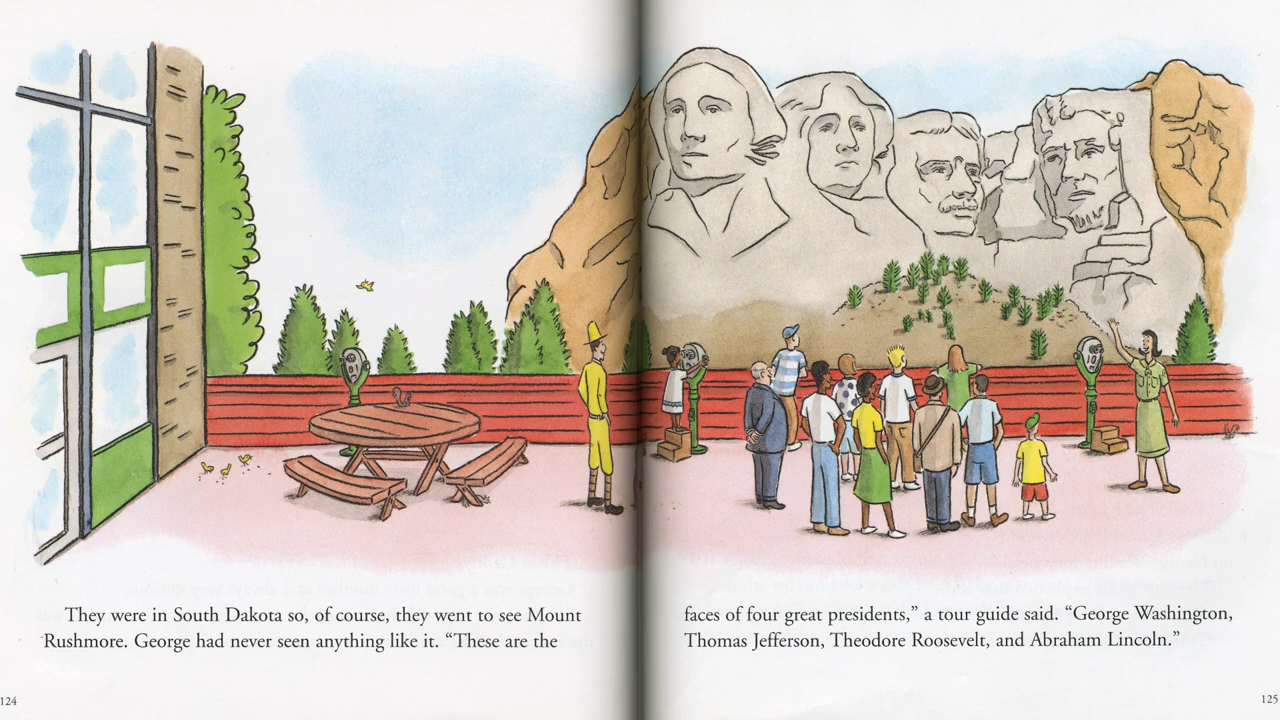 They were in South Dakota so, of course, they went to see Mount
Rushmore. George had never seen anything like it. “These are the
124
faces of four great presidents,” a tour guide said. “George Washington,
Thomas Jefferson, Theodore Roosevelt, and Abraham Lincoln.”
125